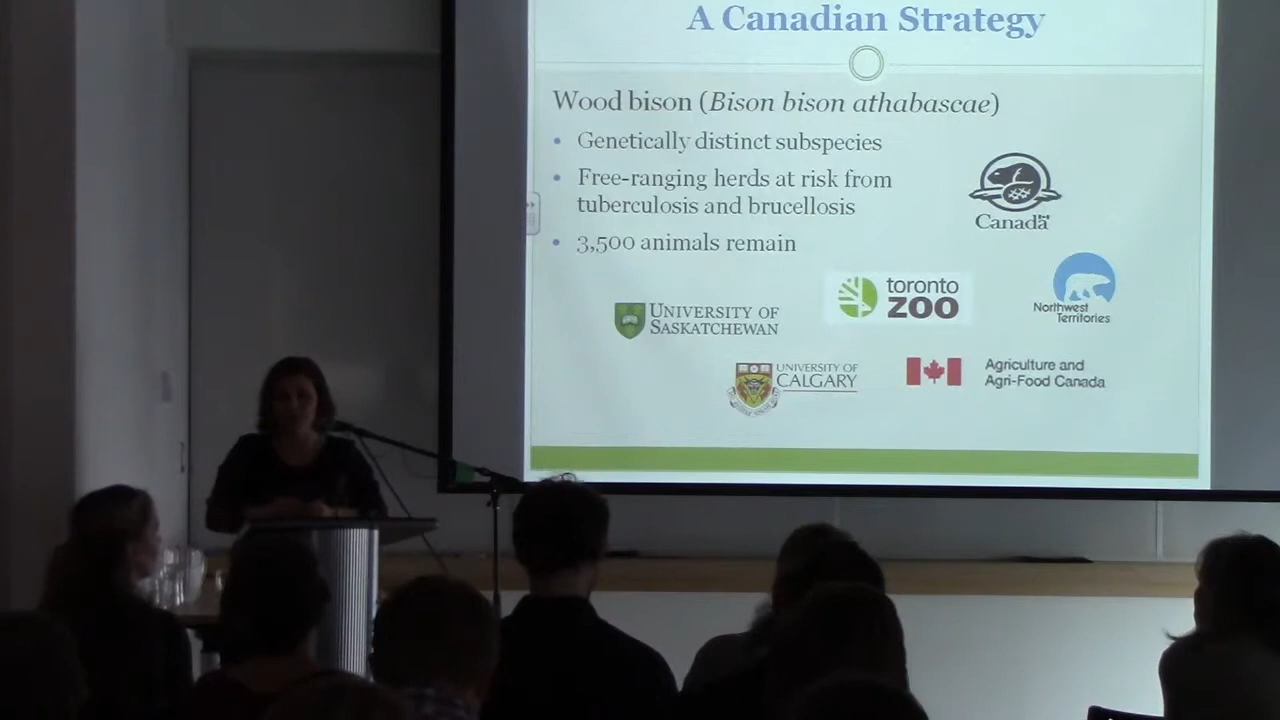 A Canadian Strategy
Wood bison (Bison bison athabascae)
• Genetically distinct subspecies
• Free-ranging herds at risk from
tuberculosis and brucellosis
• 3,500 animals remain
Canada
toronto
ZOO
Northwest
Territories
UNIVERSITY OF
SASKATCHEWAN
UNIVERSITY OF
CALGARY
Agriculture and
Agri-Food Canada